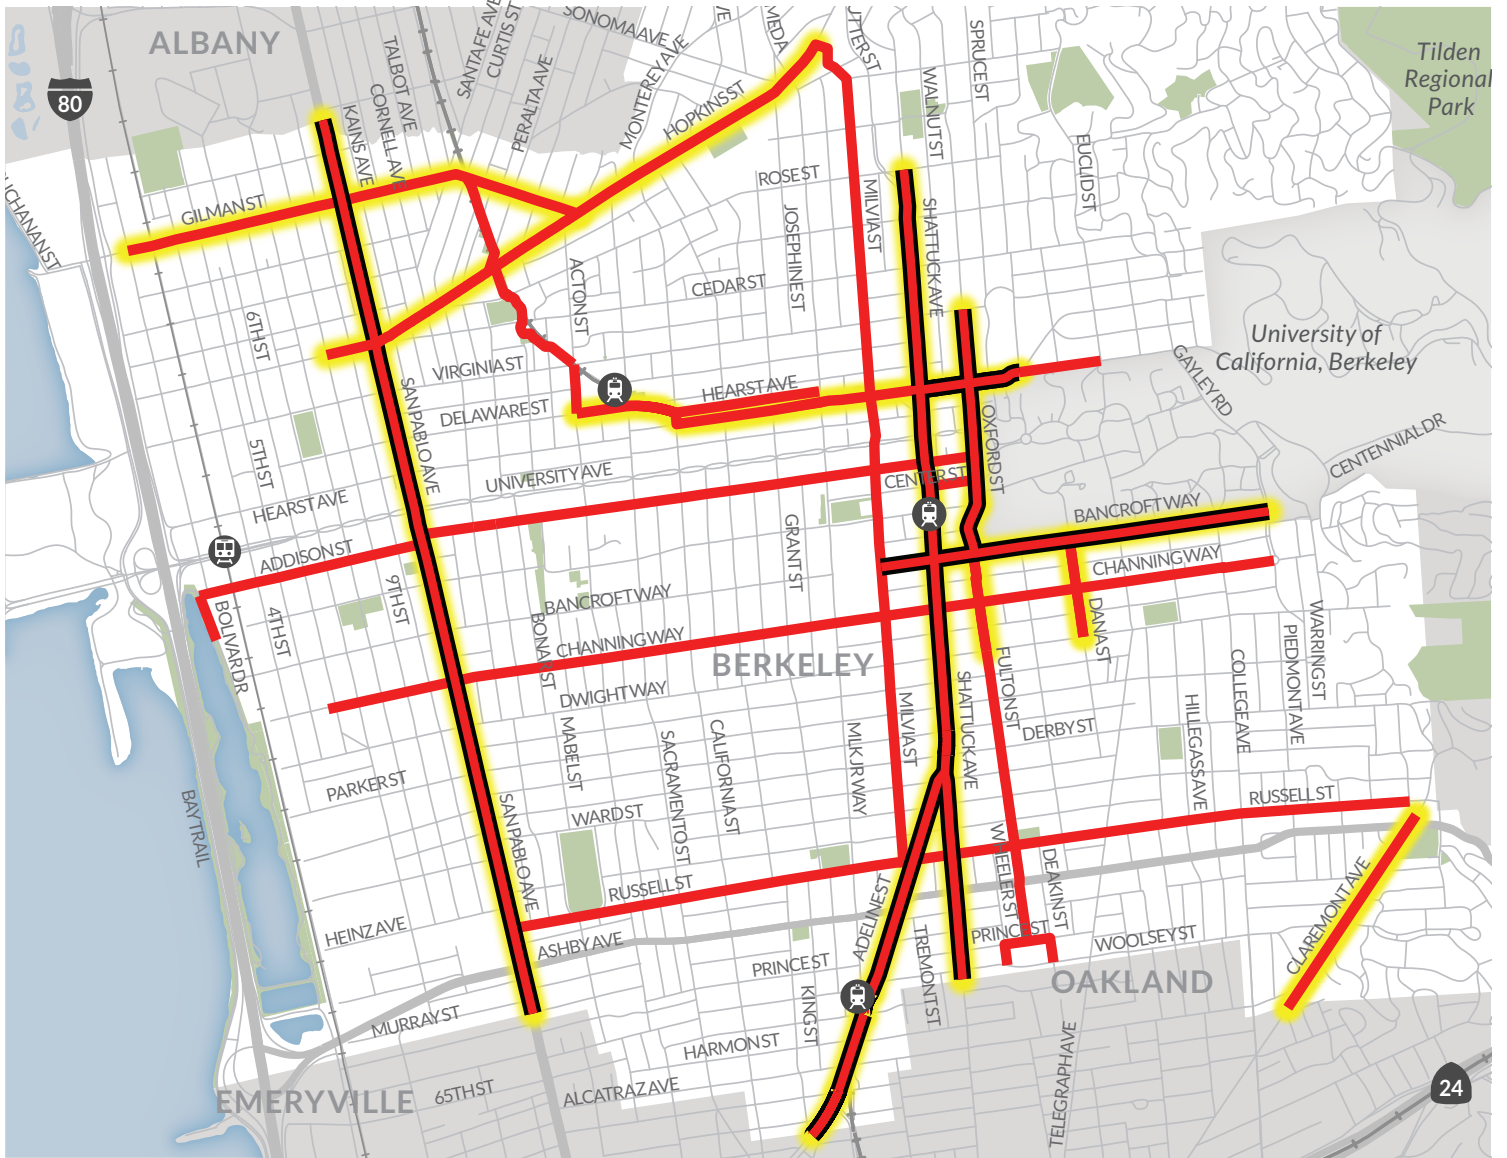 ALBANY
80
TALBOT AVE
CORNELL AVE
KAINS AVE
SANTA FE AVE
CURTIS ST
PERALTA AVE
SONOMA AVE
MONTEREY AVE
HOPKINS ST
WALNUT ST
SPRUCE ST
EUCLID ST
Tilden
Regional
Park
GILMAN ST
ROSE ST
MILVIA ST
JOSEPHINE ST
SHATTUCK AVE
CEDAR ST
ACTON ST
6TH ST
VIRGINIA ST
DELAWARE ST
HEARST AVE
University of
California, Berkeley
GAYLEY RD
CENTENNIAL DR
OXFORD ST
SAN PABLO AVE
UNIVERSITY AVE
CENTER ST
5TH ST
HEARST AVE
ADDISON ST
GRANT ST
BANCROFT WAY
CHANNING WAY
DANA ST
9TH ST
4TH ST
BOLIVAR DR
BANCROFT WAY
BONAR ST
CHANNING WAY
BERKELEY
DWIGHT WAY
MABEL ST
SACRAMENTO ST
CALIFORNIA ST
MILVIA ST
MLK JR WAY
SHATTUCK AVE
FULTON ST
DERBY ST
HILLEGASS AVE
COLLEGE AVE
PIEDMONT AVE
WARRING ST
RUSSELL ST
PARKER ST
WARD ST
BAY TRAIL
SAN PABLO AVE
RUSSELL ST
HEINZ AVE
ASHBY AVE
ADELINE ST
WHEELER ST
DEAKIN ST
PRINCE ST
WOOLSEY ST
CLAREMONT AVE
PRINCE ST
TREMONT ST
KING ST
OAKLAND
MURRAY ST
HARMON ST
TELEGRAPH AVE
EMERYVILLE
65TH ST
ALCATRAZ AVE
24